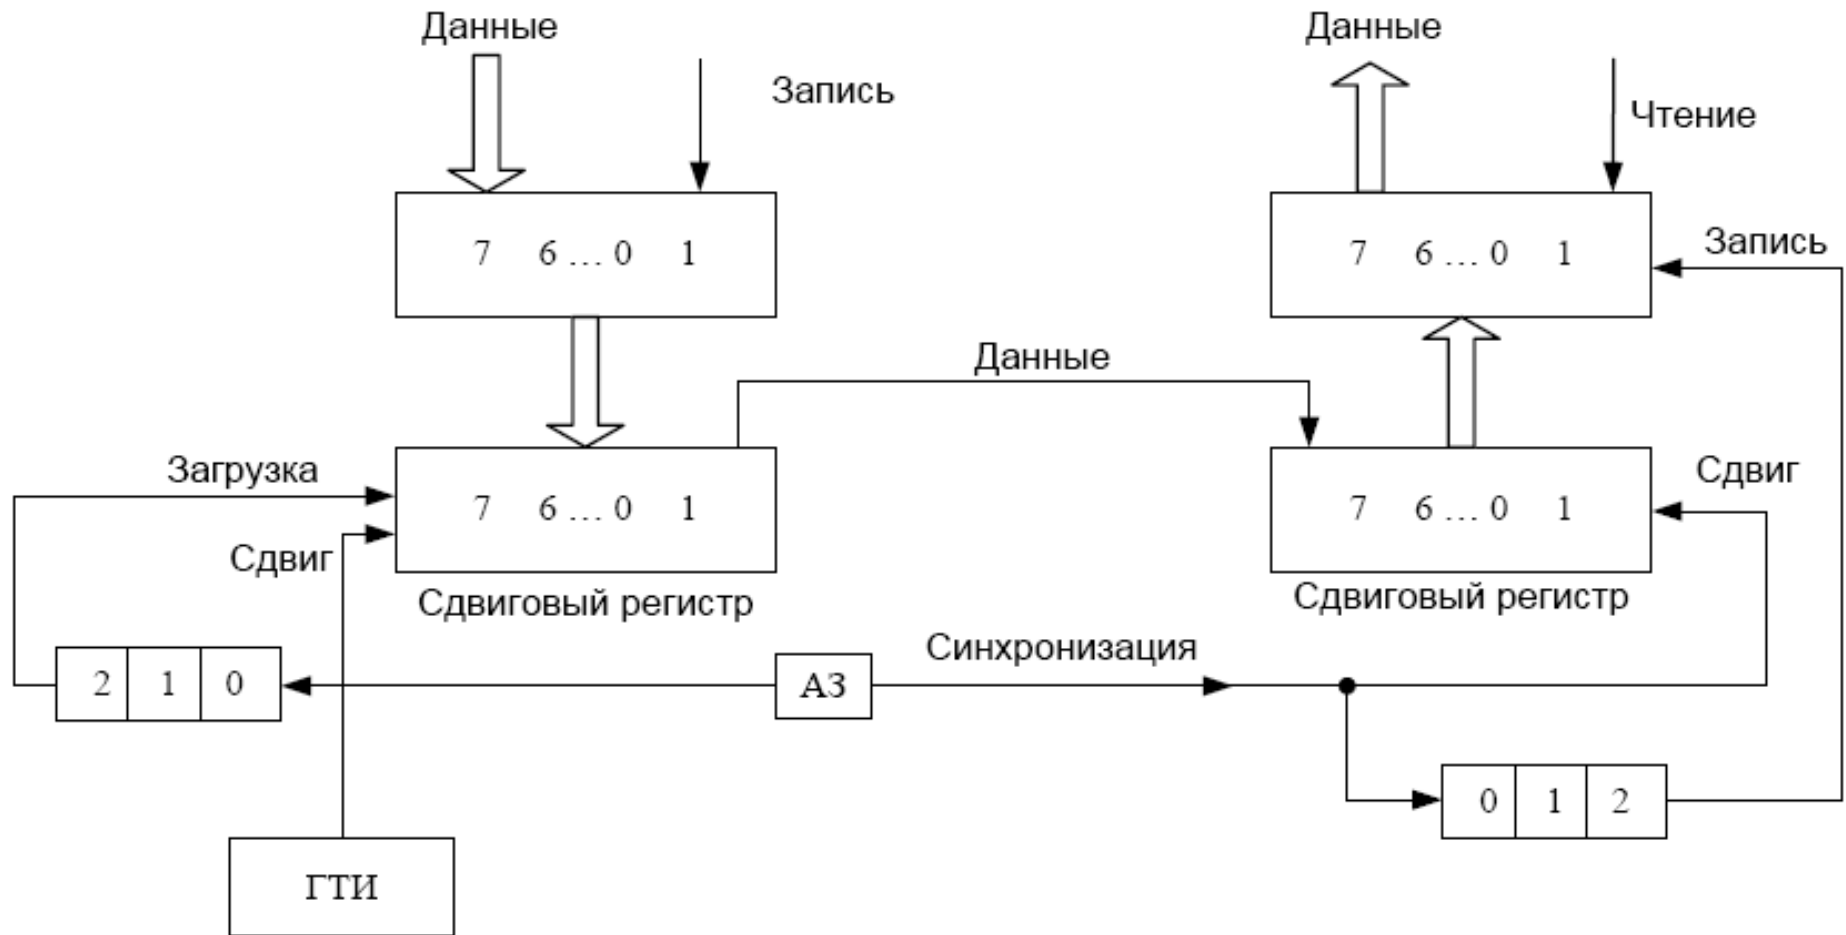 Данные
Данные
Запись
Чтение
7 6 ... 0 1
7 6 ... 0 1
Запись
Данные
Загрузка
Сдвиг
7 6 ... 0 1
7 6 ... 0 1
Сдвиг
Сдвиговый регистр
Сдвиговый регистр
Синхронизация
2 1 0
АЗ
0 1 2
ГТИ